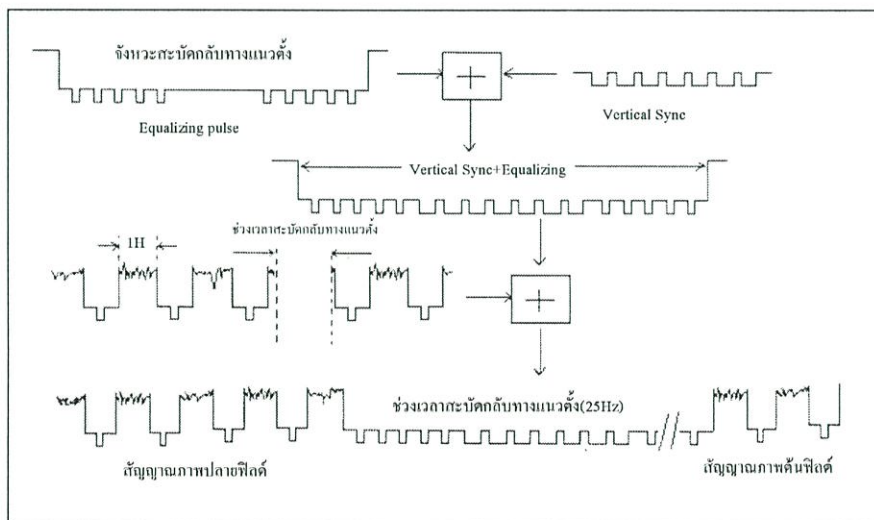 จังหวะสะบัดกลับทางแนวตั้ง
Equalizing pulse
Vertical Sync
Vertical Sync+Equalizing
ช่วงเวลาสะบัดกลับทางแนวตั้ง
1H
ช่วงเวลาสะบัดกลับทางแนวตั้ง(25Hz)
สัญญาณภาพปลายฟิลด์
สัญญาณภาพต้นฟิลด์